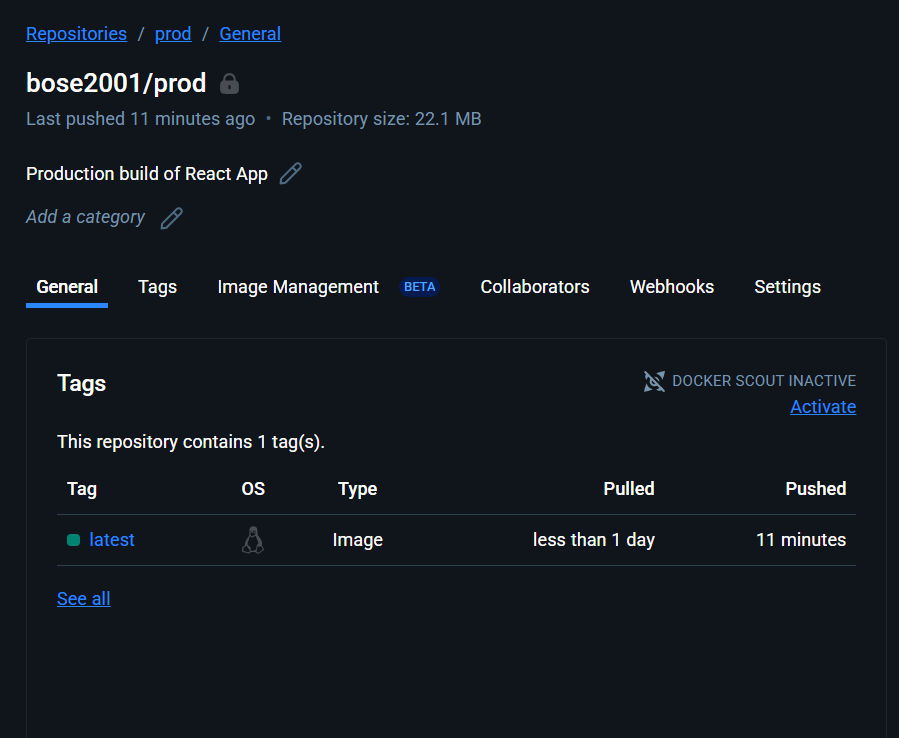 Repositories / prod / General
bose2001/prod
Last pushed 11 minutes ago • Repository size: 22.1 MB
Production build of React App
Add a category
General Tags Image Management BETA Collaborators Webhooks Settings
Tags
DOCKER SCOUT INACTIVE
Activate
This repository contains 1 tag(s).
Tag OS Type Pulled Pushed
latest Image less than 1 day 11 minutes
See all